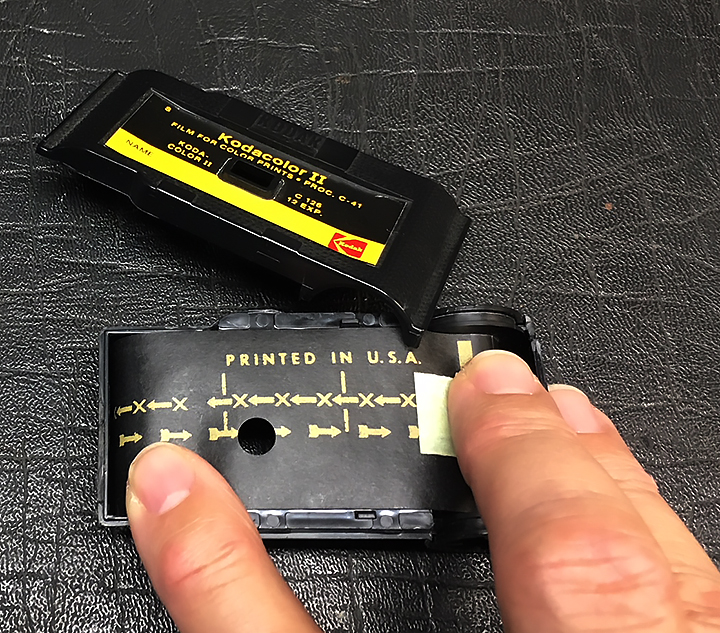 Kodacolor II
FILM FOR COLOR PRINTS • PROC. C-41
KODA-
COLOR II
NAME
C 126
12 EXP.
Kodak
PRINTED IN U.S.A.